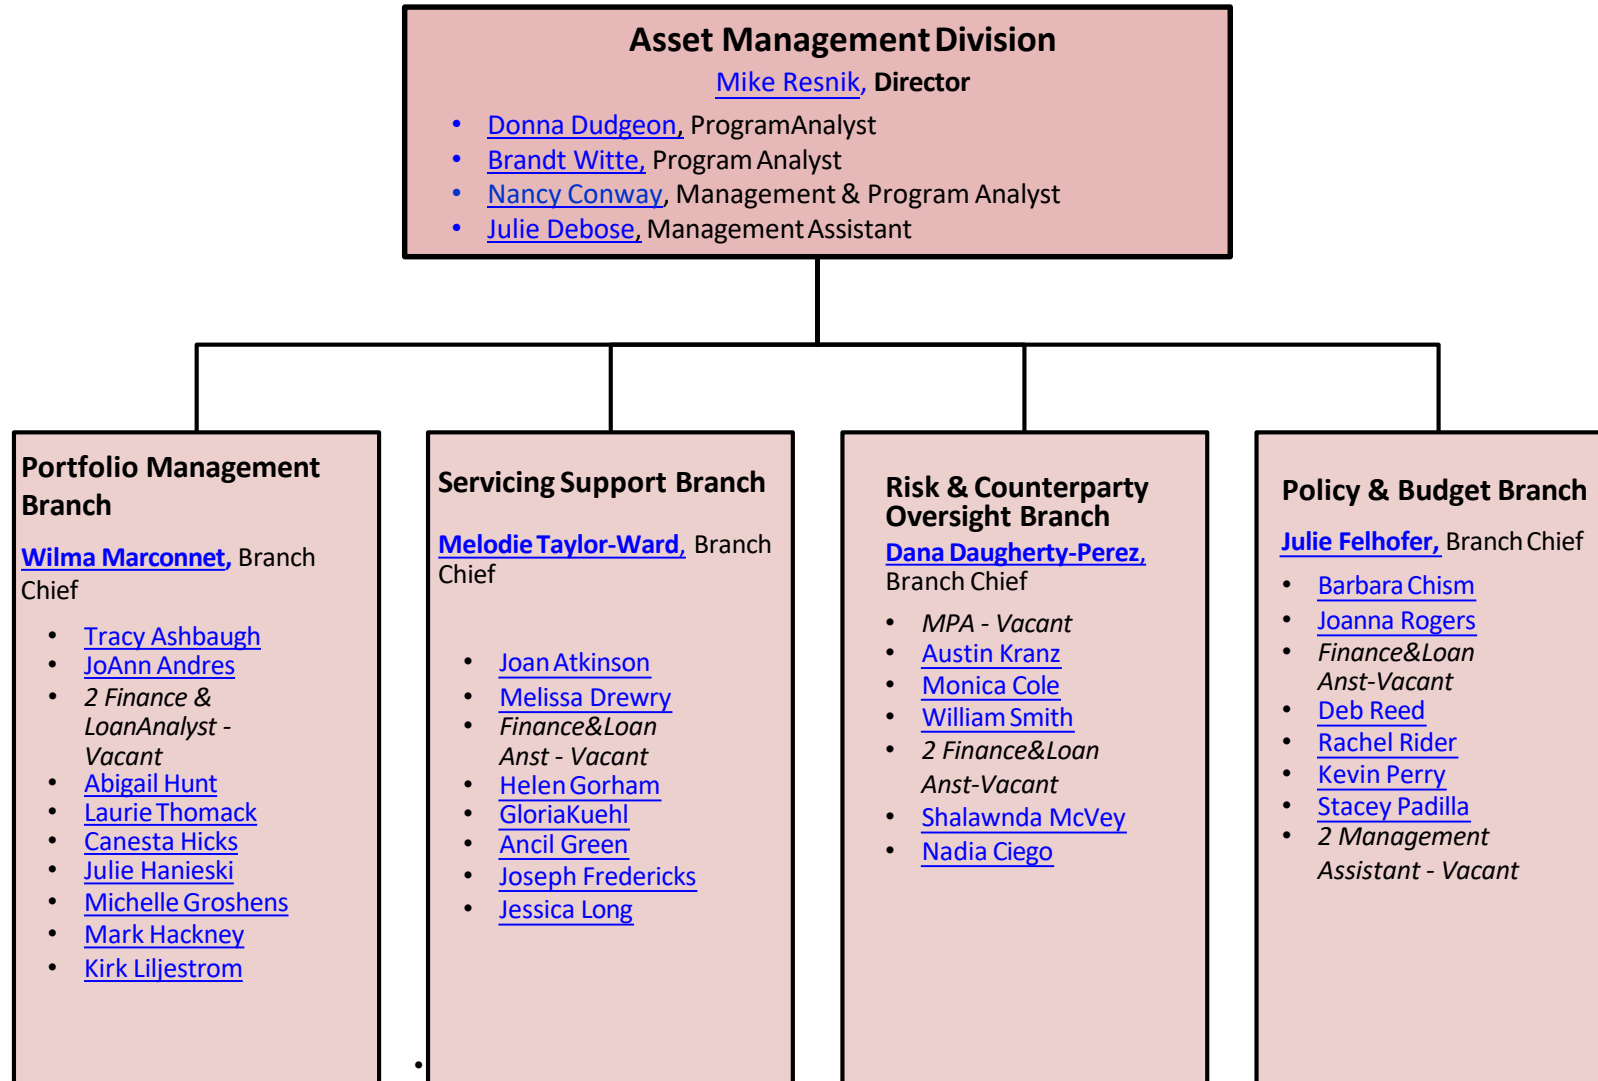 Asset Management Division
Mike Resnik, Director
• Donna Dudgeon, ProgramAnalyst
• Brandt Witte, Program Analyst
• Nancy Conway, Management & Program Analyst
• Julie Debose, Management Assistant
Portfolio Management
Branch
Wilma Marconnet, Branch
Chief
• Tracy Ashbaugh
• JoAnn Andres
• 2 Finance &
LoanAnalyst -
Vacant
• Abigail Hunt
• Laurie Thomack
• Canesta Hicks
• Julie Hanieski
• Michelle Groshens
• Mark Hackney
• Kirk Liljestrom
Servicing Support Branch
Melodie Taylor-Ward, Branch
Chief
• Joan Atkinson
• Melissa Drewry
• Finance&Loan
Anst - Vacant
• Helen Gorham
• GloriaKuehl
• Ancil Green
• Joseph Fredericks
• Jessica Long
•
Risk & Counterparty
Oversight Branch
Dana Daugherty-Perez,
Branch Chief
• MPA - Vacant
• Austin Kranz
• Monica Cole
• William Smith
• 2 Finance&Loan
Anst-Vacant
• Shalawnda McVey
• Nadia Ciego
Policy & Budget Branch
Julie Felhofer, Branch Chief
• Barbara Chism
• Joanna Rogers
• Finance&Loan
Anst-Vacant
• Deb Reed
• Rachel Rider
• Kevin Perry
• Stacey Padilla
• 2 Management
Assistant - Vacant